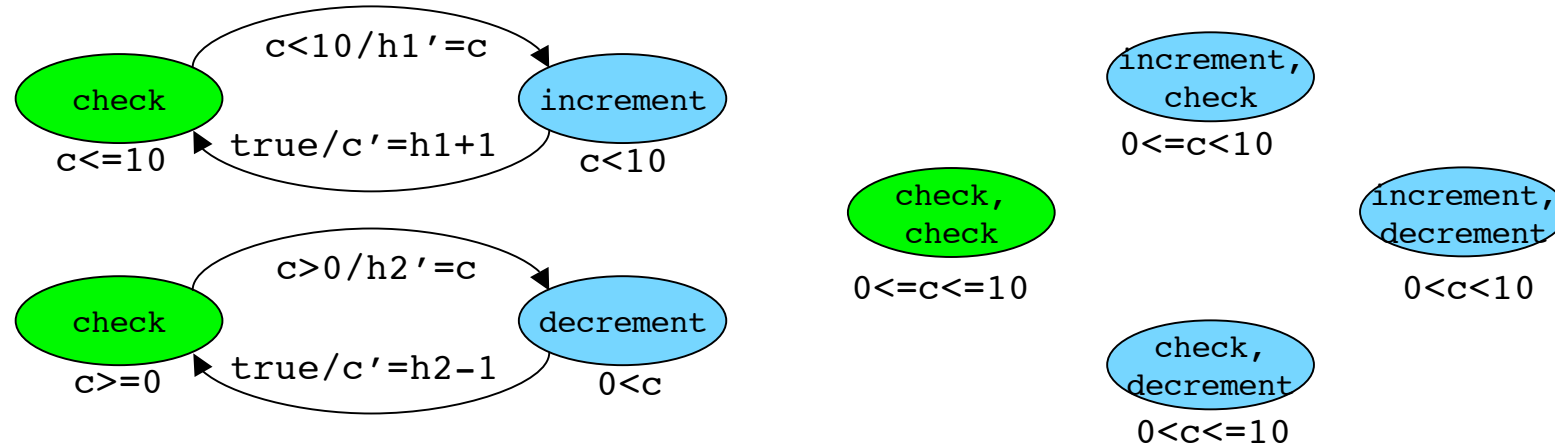 c<10/h1′=c
check
increment
true/c′=h1+1
c<=10
c<10
c>0/h2′=c
check
decrement
true/c′=h2-1
c>=0
0<c
increment,
check
0<=c<10
check,
check
0<=c<=10
increment,
decrement
0<c<10
check,
decrement
0<c<=10